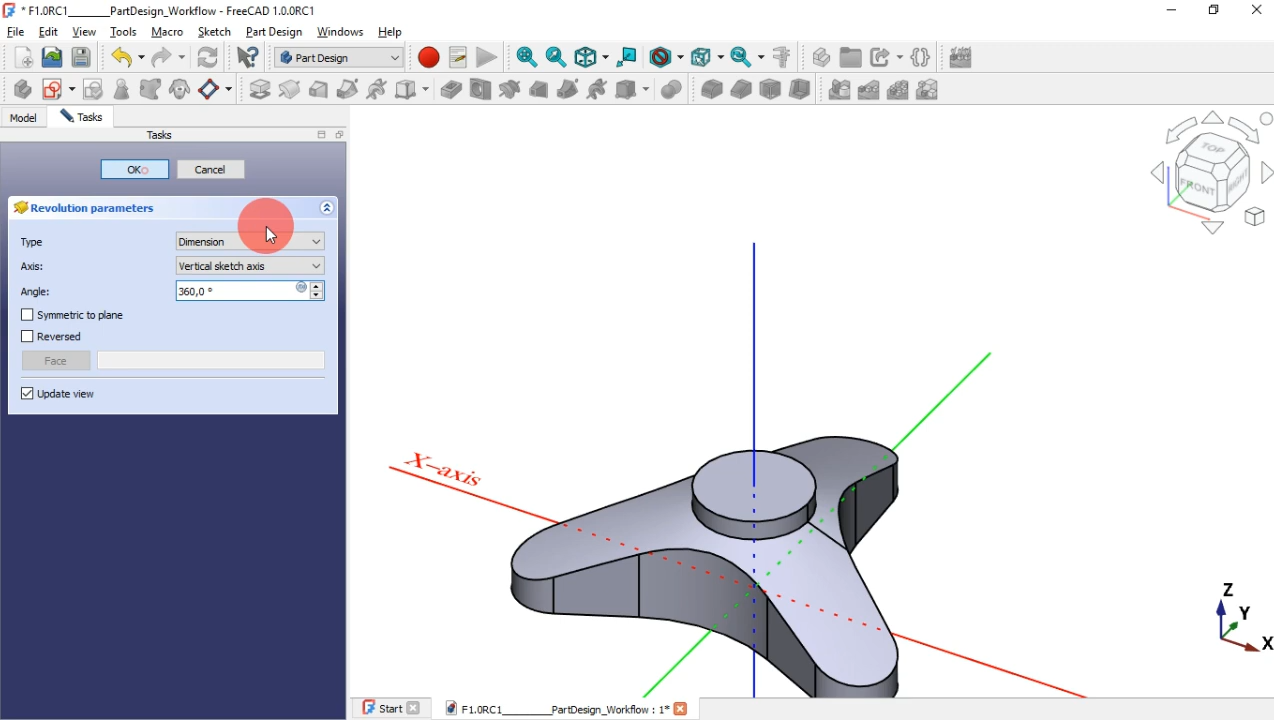 * F1.0RC1________PartDesign_Workflow - FreeCAD 1.0.0RC1
File Edit View Tools Macro Sketch Part Design Windows Help
Part Design
Model Tasks
Tasks
OK Cancel
Revolution parameters
Type Dimension
Axis: Vertical sketch axis
Angle: 360,0 °
Symmetric to plane
Reversed
Face
Update view
TOP
FRONT RIGHT
X-axis
Z
Y
X
Start F1.0RC1________PartDesign_Workflow : 1*